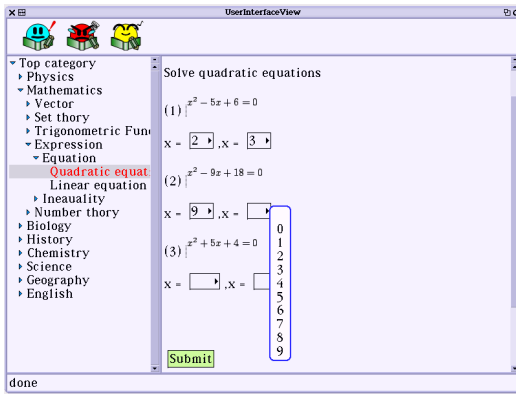 UserInterfaceView
Top category
Physics
Mathematics
Vector
Set thory
Trigonometric Fun
Expression
Equation
Quadratic equat
Linear equation
Ineauality
Number thory
Biology
History
Chemistry
Science
Geography
English
Solve quadratic equations
(1) x² − 5x + 6 = 0
x = 2 ,x = 3
(2) x² − 9x + 18 = 0
x = 9 ,x =
(3) x² + 5x + 4 = 0
x = ,x =
0
1
2
3
4
5
6
7
8
9
Submit
done